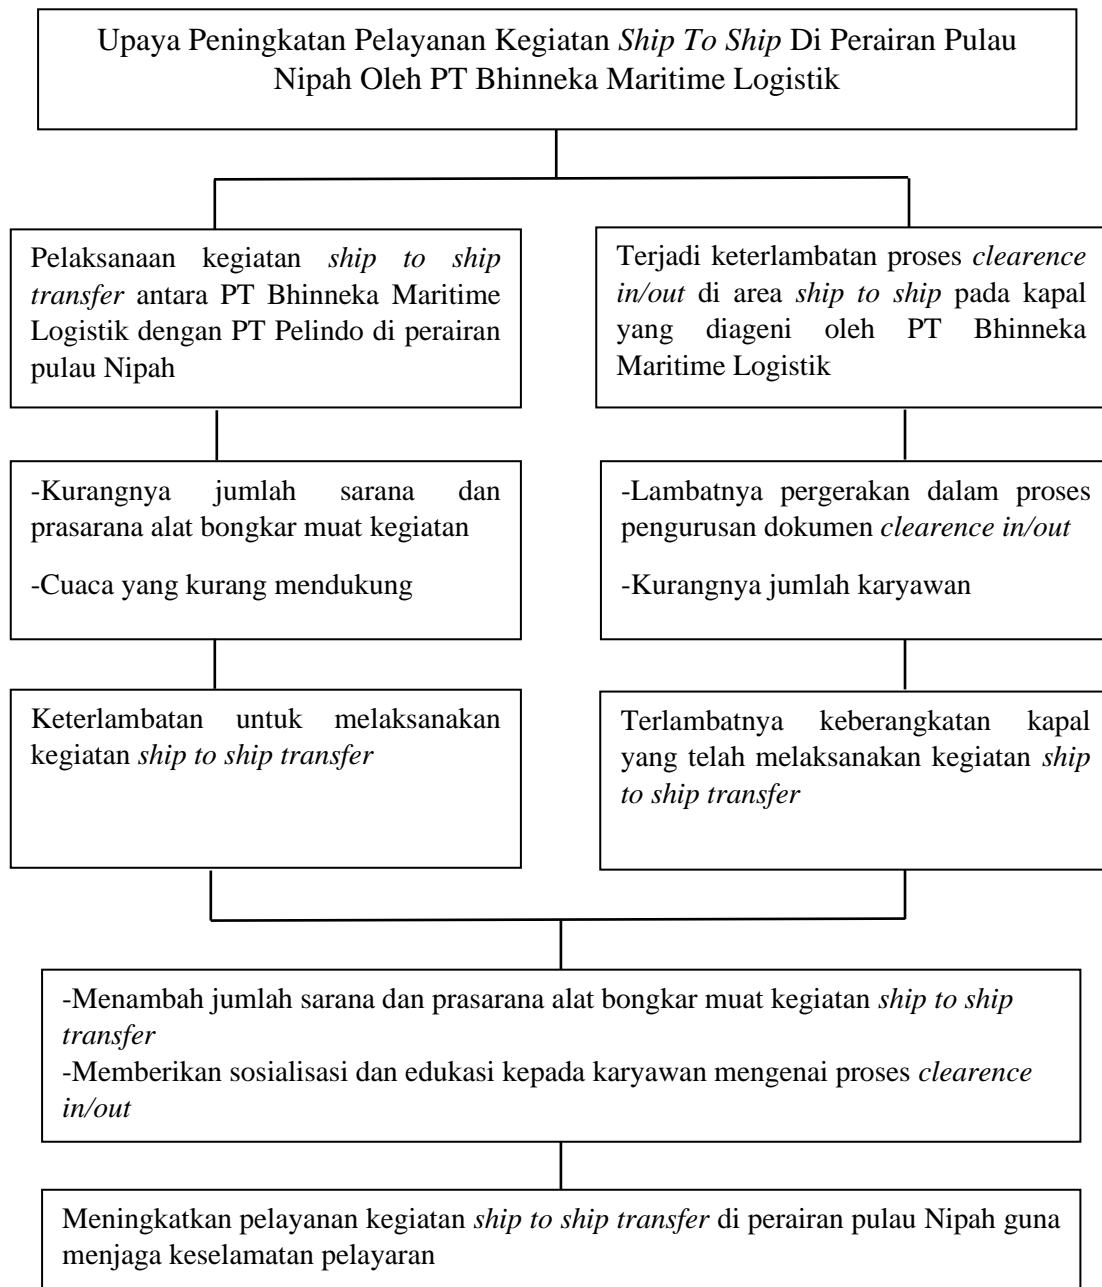 Upaya Peningkatan Pelayanan Kegiatan Ship To Ship Di Perairan Pulau
Nipah Oleh PT Bhinneka Maritime Logistik
Pelaksanaan kegiatan ship to ship
transfer antara PT Bhinneka Maritime
Logistik dengan PT Pelindo di perairan
pulau Nipah
Terjadi keterlambatan proses clearence
in/out di area ship to ship pada kapal
yang diageni oleh PT Bhinneka
Maritime Logistik
-Kurangnya jumlah sarana dan
prasarana alat bongkar muat kegiatan
-Cuaca yang kurang mendukung
-Lambatnya pergerakan dalam proses
pengurusan dokumen clearence in/out
-Kurangnya jumlah karyawan
Keterlambatan untuk melaksanakan
kegiatan ship to ship transfer
Terlambatnya keberangkatan kapal
yang telah melaksanakan kegiatan ship
to ship transfer
-Menambah jumlah sarana dan prasarana alat bongkar muat kegiatan ship to ship
transfer
-Memberikan sosialisasi dan edukasi kepada karyawan mengenai proses clearence
in/out
Meningkatkan pelayanan kegiatan ship to ship transfer di perairan pulau Nipah guna
menjaga keselamatan pelayaran